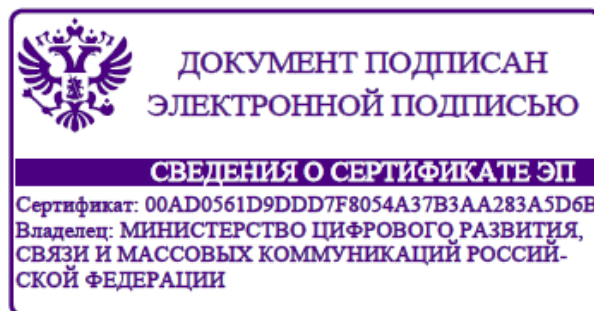 ДОКУМЕНТ ПОДПИСАН
ЭЛЕКТРОННОЙ ПОДПИСЬЮ
СВЕДЕНИЯ О СЕРТИФИКАТЕ ЭП
Сертификат: 00AD0561D9DDD7F8054A37B3AA283A5D6B
Владелец: МИНИСТЕРСТВО ЦИФРОВОГО РАЗВИТИЯ,
СВЯЗИ И МАССОВЫХ КОММУНИКАЦИЙ РОССИЙ-
СКОЙ ФЕДЕРАЦИИ